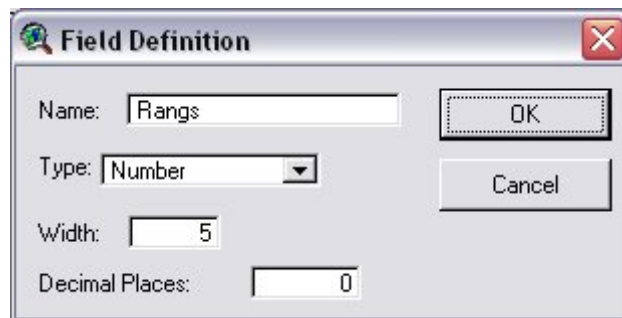 Field Definition
Name: Rangs
OK
Type: Number
Cancel
Width: 5
Decimal Places: 0